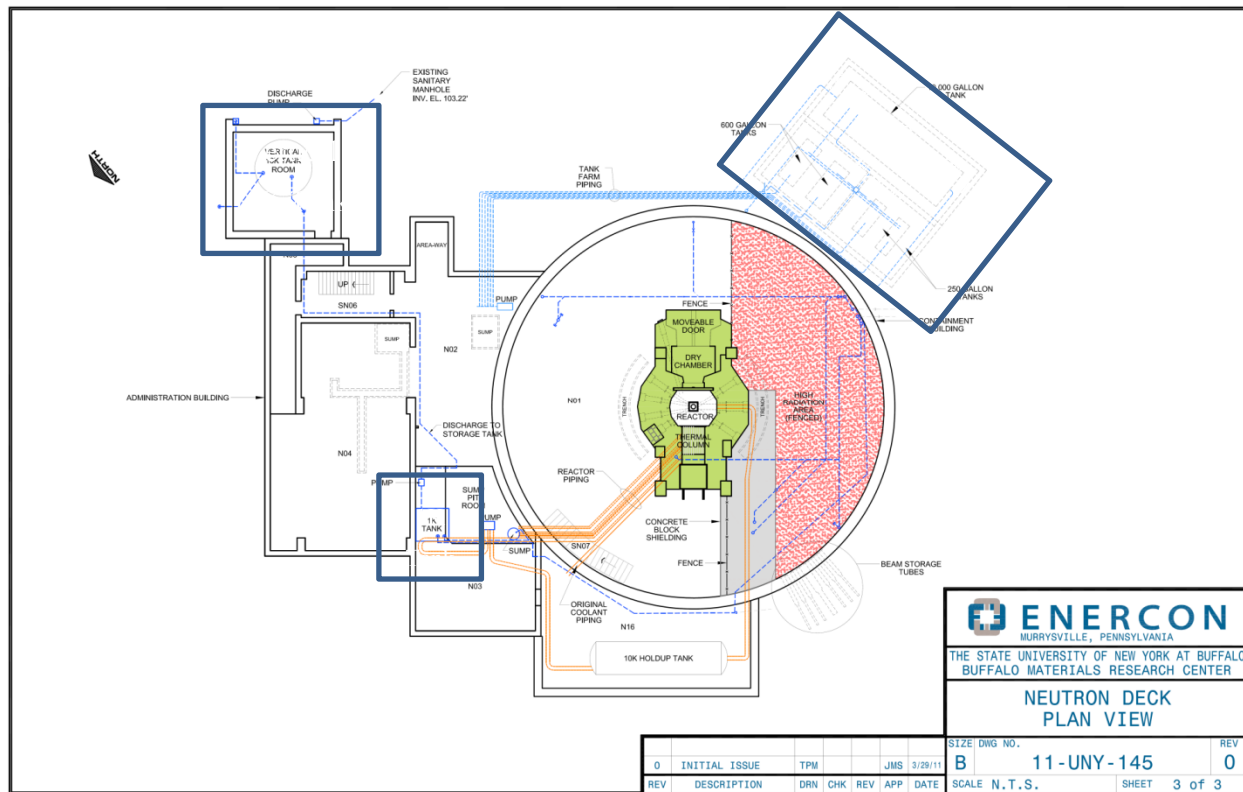 EXISTING
SANITARY
MANHOLE
INV. EL. 103.22'
DISCHARGE
TANK
ROOM
NORTH
600 GALLON
TANKS
000 GALLON
TANK
250 GALLON
TANKS
TANK
FARM
PIPING
AREA-WAY
UP
SN06
PUMP
SUMP
SUMP
N02
FENCE
MOVEABLE
DOOR
DRY
CHAMBER
BUILDING
ADMINISTRATION BUILDING
N01
TRENCH
REACTOR
TRENCH
HIGH
RADIATION
AREA
(FENCED)
THERMAL
COLUMN
DISCHARGE TO
STORAGE TANK
N04
REACTOR
PIPING
PUMP
SUMP
PIT
ROOM
1K
TANK
UMP
SUMP
SN07
CONCRETE
BLOCK
SHIELDING
FENCE
BEAM STORAGE
TUBES
N03
ORIGINAL
COOLANT
PIPING
N16
10K HOLDUP TANK
ENERCON
MURRYSVILLE, PENNSYLVANIA
THE STATE UNIVERSITY OF NEW YORK AT BUFFALO
BUFFALO MATERIALS RESEARCH CENTER
NEUTRON DECK
PLAN VIEW
SIZE DWG NO. REV
B 11-UNY-145 0
SCALE N.T.S. SHEET 3 of 3
0 INITIAL ISSUE TPM JMS 3/29/11
REV DESCRIPTION DRN CHK REV APP DATE